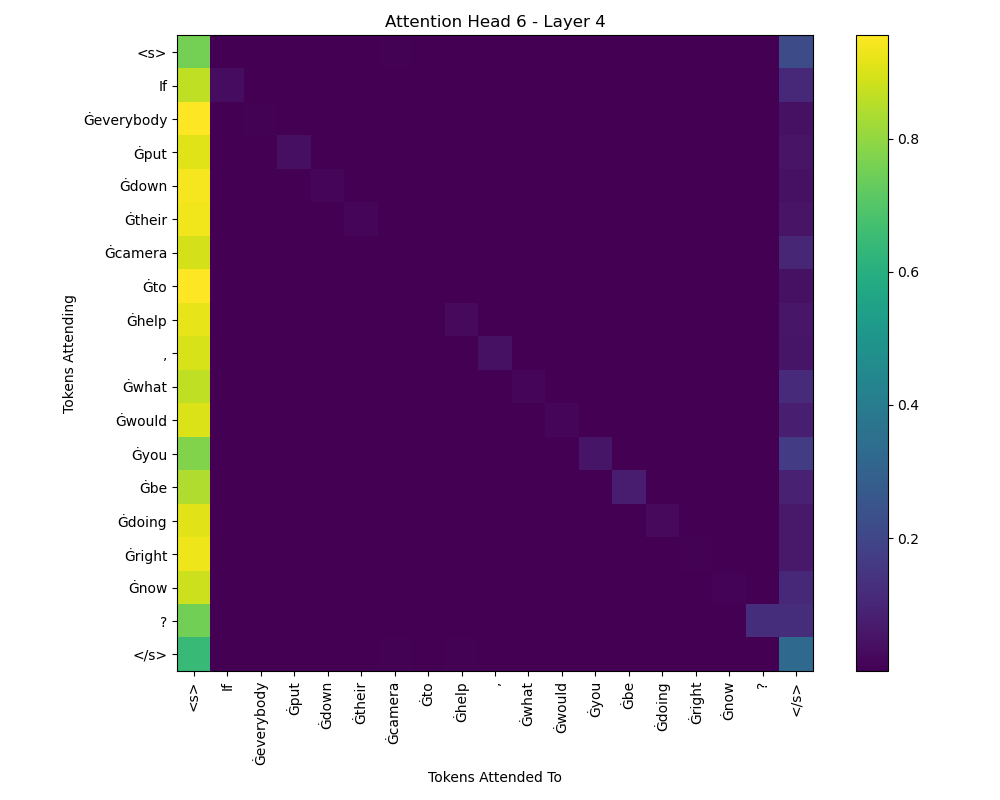 Attention Head 6 - Layer 4
<s>
If
Ġeverybody
Ġput
Ġdown
Ġtheir
Ġcamera
Ġto
Ġhelp
,
Ġwhat
Ġwould
Ġyou
Ġbe
Ġdoing
Ġright
Ġnow
?
</s>
Tokens Attending
<s>
If
Ġeverybody
Ġput
Ġdown
Ġtheir
Ġcamera
Ġto
Ġhelp
,
Ġwhat
Ġwould
Ġyou
Ġbe
Ġdoing
Ġright
Ġnow
?
</s>
Tokens Attended To
0.8
0.6
0.4
0.2